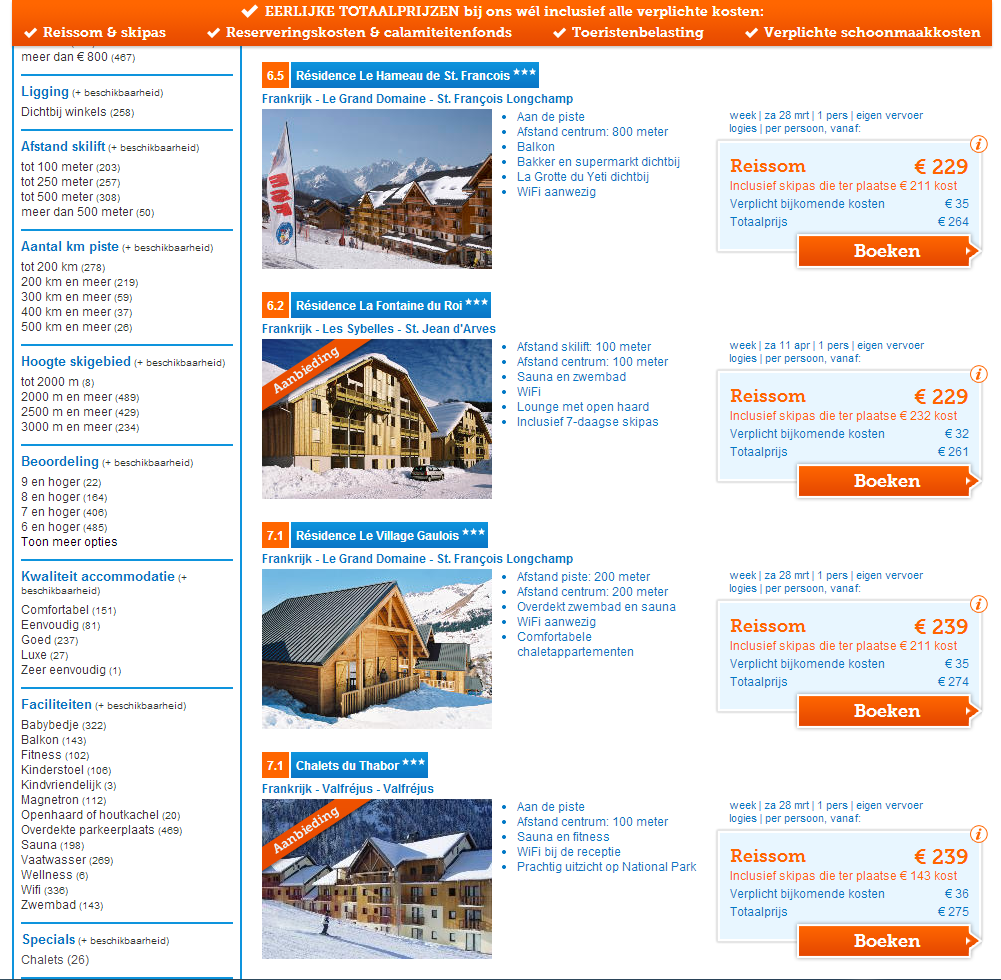 EERLIJKE TOTAALPRIJZEN bij ons wél inclusief alle verplichte kosten:
Reissom & skipas
Reserveringskosten & calamiteitenfonds
Toeristenbelasting
Verplichte schoonmaakkosten
meer dan € 800 (467)
Ligging (+ beschikbaarheid)
Dichtbij winkels (258)
Afstand skilift (+ beschikbaarheid)
tot 100 meter (203)
tot 250 meter (257)
tot 500 meter (308)
meer dan 500 meter (50)
Aantal km piste (+ beschikbaarheid)
tot 200 km (278)
200 km en meer (219)
300 km en meer (59)
400 km en meer (37)
500 km en meer (26)
Hoogte skigebied (+ beschikbaarheid)
tot 2000 m (8)
2000 m en meer (489)
2500 m en meer (429)
3000 m en meer (234)
Beoordeling (+ beschikbaarheid)
9 en hoger (22)
8 en hoger (164)
7 en hoger (406)
6 en hoger (485)
Toon meer opties
Kwaliteit accommodatie (+
beschikbaarheid)
Comfortabel (151)
Eenvoudig (81)
Goed (237)
Luxe (27)
Zeer eenvoudig (1)
Faciliteiten (+ beschikbaarheid)
Babybedje (322)
Balkon (143)
Fitness (102)
Kinderstoel (106)
Kindvriendelijk (3)
Magnetron (112)
Openhaard of houtkachel (20)
Overdekte parkeerplaats (469)
Sauna (198)
Vaatwasser (269)
Wellness (6)
Wifi (336)
Zwembad (143)
Specials (+ beschikbaarheid)
Chalets (26)
6.5 Résidence Le Hameau de St. Francois ***
Frankrijk - Le Grand Domaine - St. François Longchamp
Aan de piste
Afstand centrum: 800 meter
Balkon
Bakker en supermarkt dichtbij
La Grotte du Yeti dichtbij
WiFi aanwezig
week | za 28 mrt | 1 pers | eigen vervoer
logies | per persoon, vanaf:
i
Reissom € 229
Inclusief skipas die ter plaatse € 211 kost
Verplicht bijkomende kosten € 35
Totaalprijs € 264
Boeken
6.2 Résidence La Fontaine du Roi ***
Frankrijk - Les Sybelles - St. Jean d'Arves
Aanbieding
Afstand skilift: 100 meter
Afstand centrum: 100 meter
Sauna en zwembad
WiFi
Lounge met open haard
Inclusief 7-daagse skipas
week | za 11 apr | 1 pers | eigen vervoer
logies | per persoon, vanaf:
i
Reissom € 229
Inclusief skipas die ter plaatse € 232 kost
Verplicht bijkomende kosten € 32
Totaalprijs € 261
Boeken
7.1 Résidence Le Village Gaulois ***
Frankrijk - Le Grand Domaine - St. François Longchamp
Afstand piste: 200 meter
Afstand centrum: 200 meter
Overdekt zwembad en sauna
WiFi aanwezig
Comfortabele
chaletappartementen
week | za 28 mrt | 1 pers | eigen vervoer
logies | per persoon, vanaf:
i
Reissom € 239
Inclusief skipas die ter plaatse € 211 kost
Verplicht bijkomende kosten € 35
Totaalprijs € 274
Boeken
7.1 Chalets du Thabor ***
Frankrijk - Valfréjus - Valfréjus
Aanbieding
Aan de piste
Afstand centrum: 100 meter
Sauna en fitness
WiFi bij de receptie
Prachtig uitzicht op National Park
week | za 28 mrt | 1 pers | eigen vervoer
logies | per persoon, vanaf:
i
Reissom € 239
Inclusief skipas die ter plaatse € 143 kost
Verplicht bijkomende kosten € 36
Totaalprijs € 275
Boeken